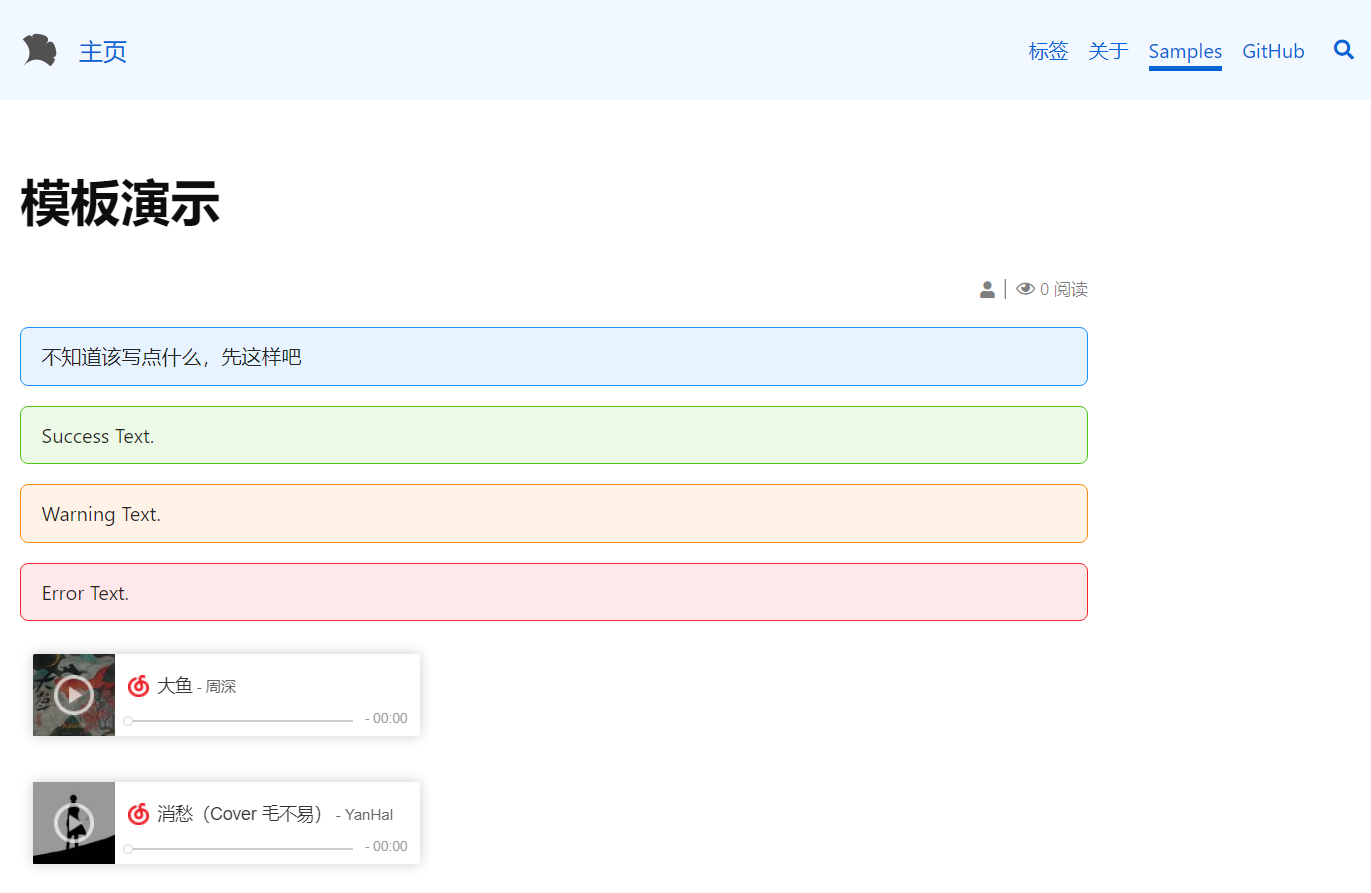 主页
标签 关于 Samples GitHub
模板演示
0 阅读
不知道该写点什么，先这样吧
Success Text.
Warning Text.
Error Text.
大鱼 - 周深
- 00:00
消愁（Cover 毛不易） - YanHal
- 00:00